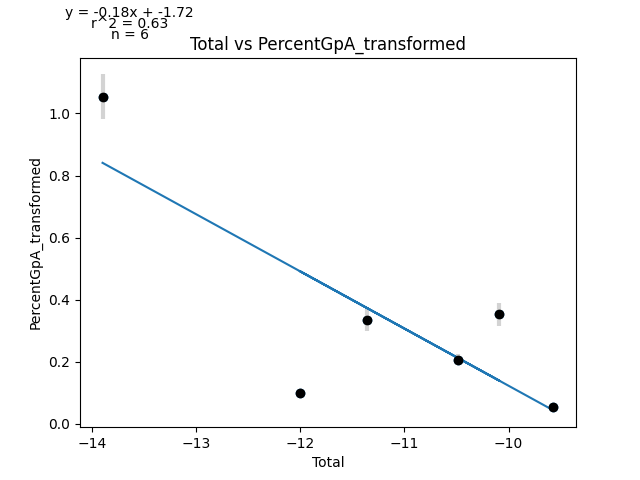 y = -0.18x + -1.72
r^2 = 0.63
n = 6
Total vs PercentGpA_transformed
PercentGpA_transformed
1.0
0.8
0.6
0.4
0.2
0.0
−14
−13
−12
−11
−10
Total